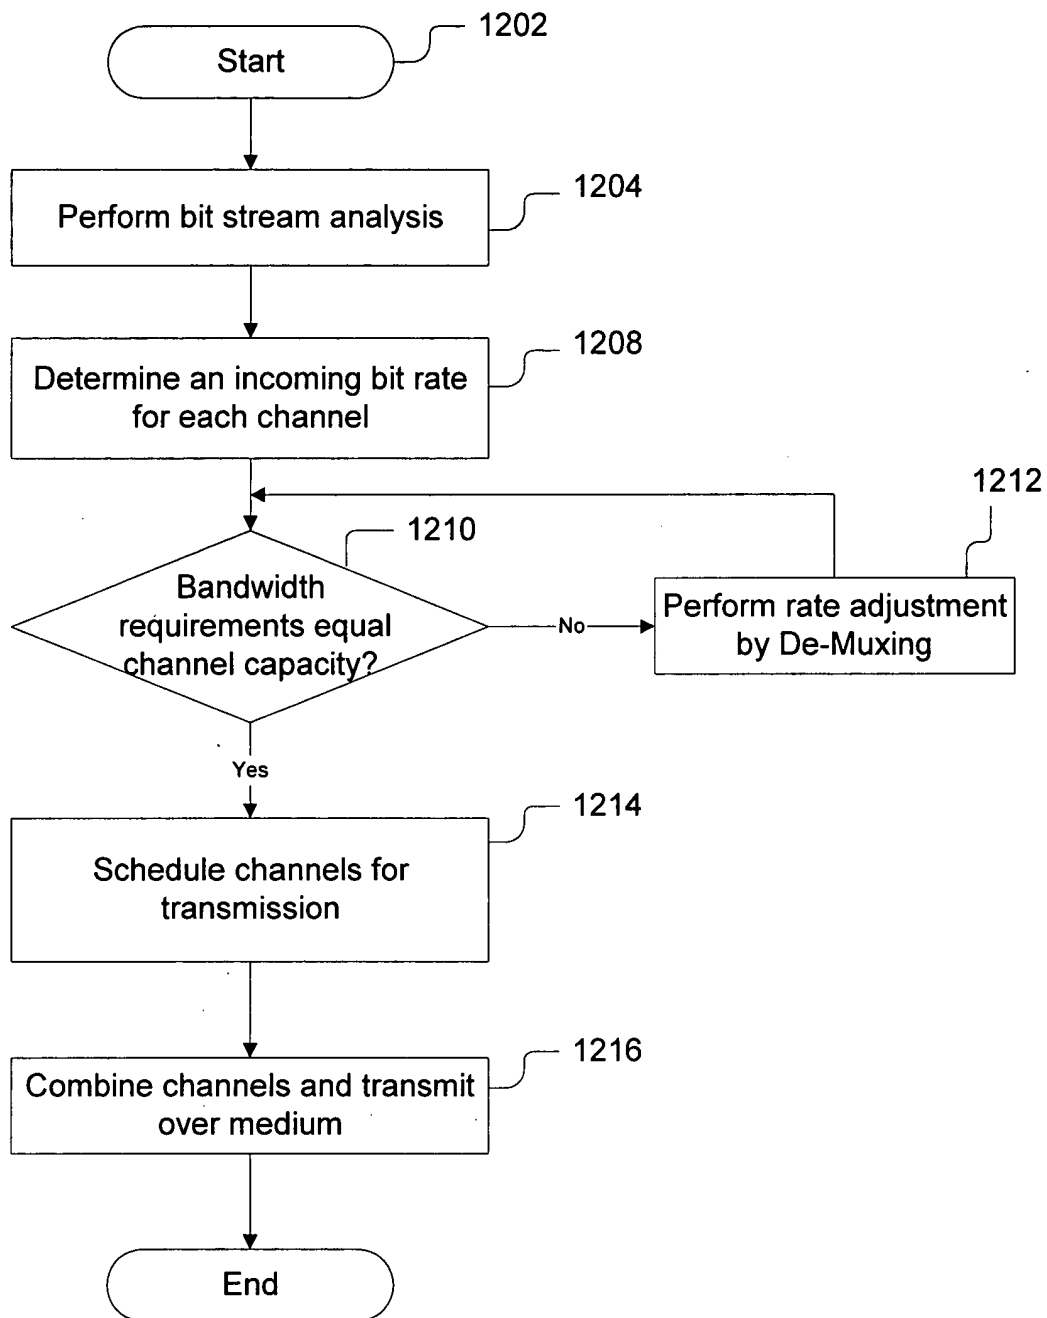 1202
Start
1204
Perform bit stream analysis
1208
Determine an incoming bit rate
for each channel
1212
1210
Bandwidth
requirements equal
channel capacity?
No
Perform rate adjustment
by De-Muxing
Yes
1214
Schedule channels for
transmission
1216
Combine channels and transmit
over medium
End